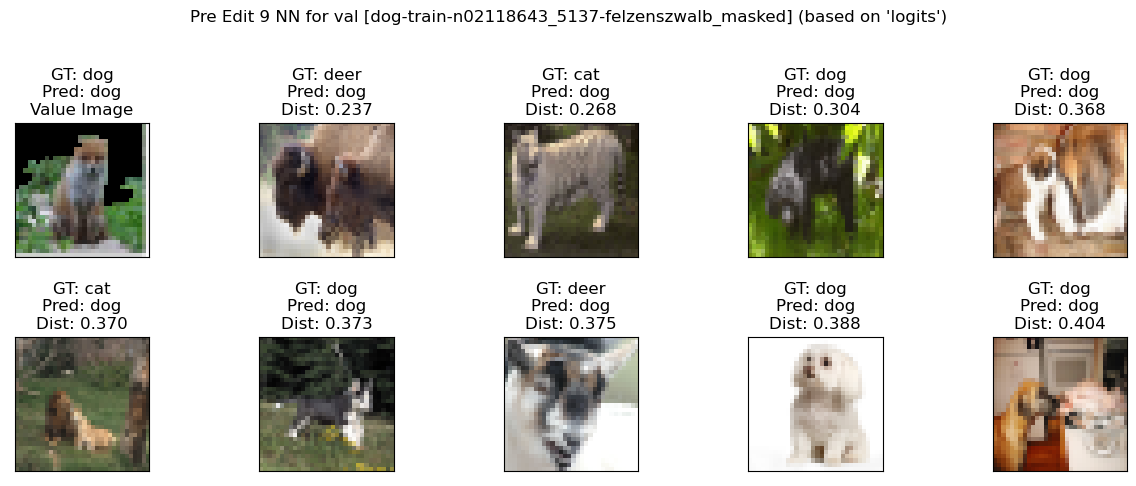 Pre Edit 9 NN for val [dog-train-n02118643_5137-felzenszwalb_masked] (based on 'logits')
GT: dog
Pred: dog
Value Image
GT: deer
Pred: dog
Dist: 0.237
GT: cat
Pred: dog
Dist: 0.268
GT: dog
Pred: dog
Dist: 0.304
GT: dog
Pred: dog
Dist: 0.368
GT: cat
Pred: dog
Dist: 0.370
GT: dog
Pred: dog
Dist: 0.373
GT: deer
Pred: dog
Dist: 0.375
GT: dog
Pred: dog
Dist: 0.388
GT: dog
Pred: dog
Dist: 0.404